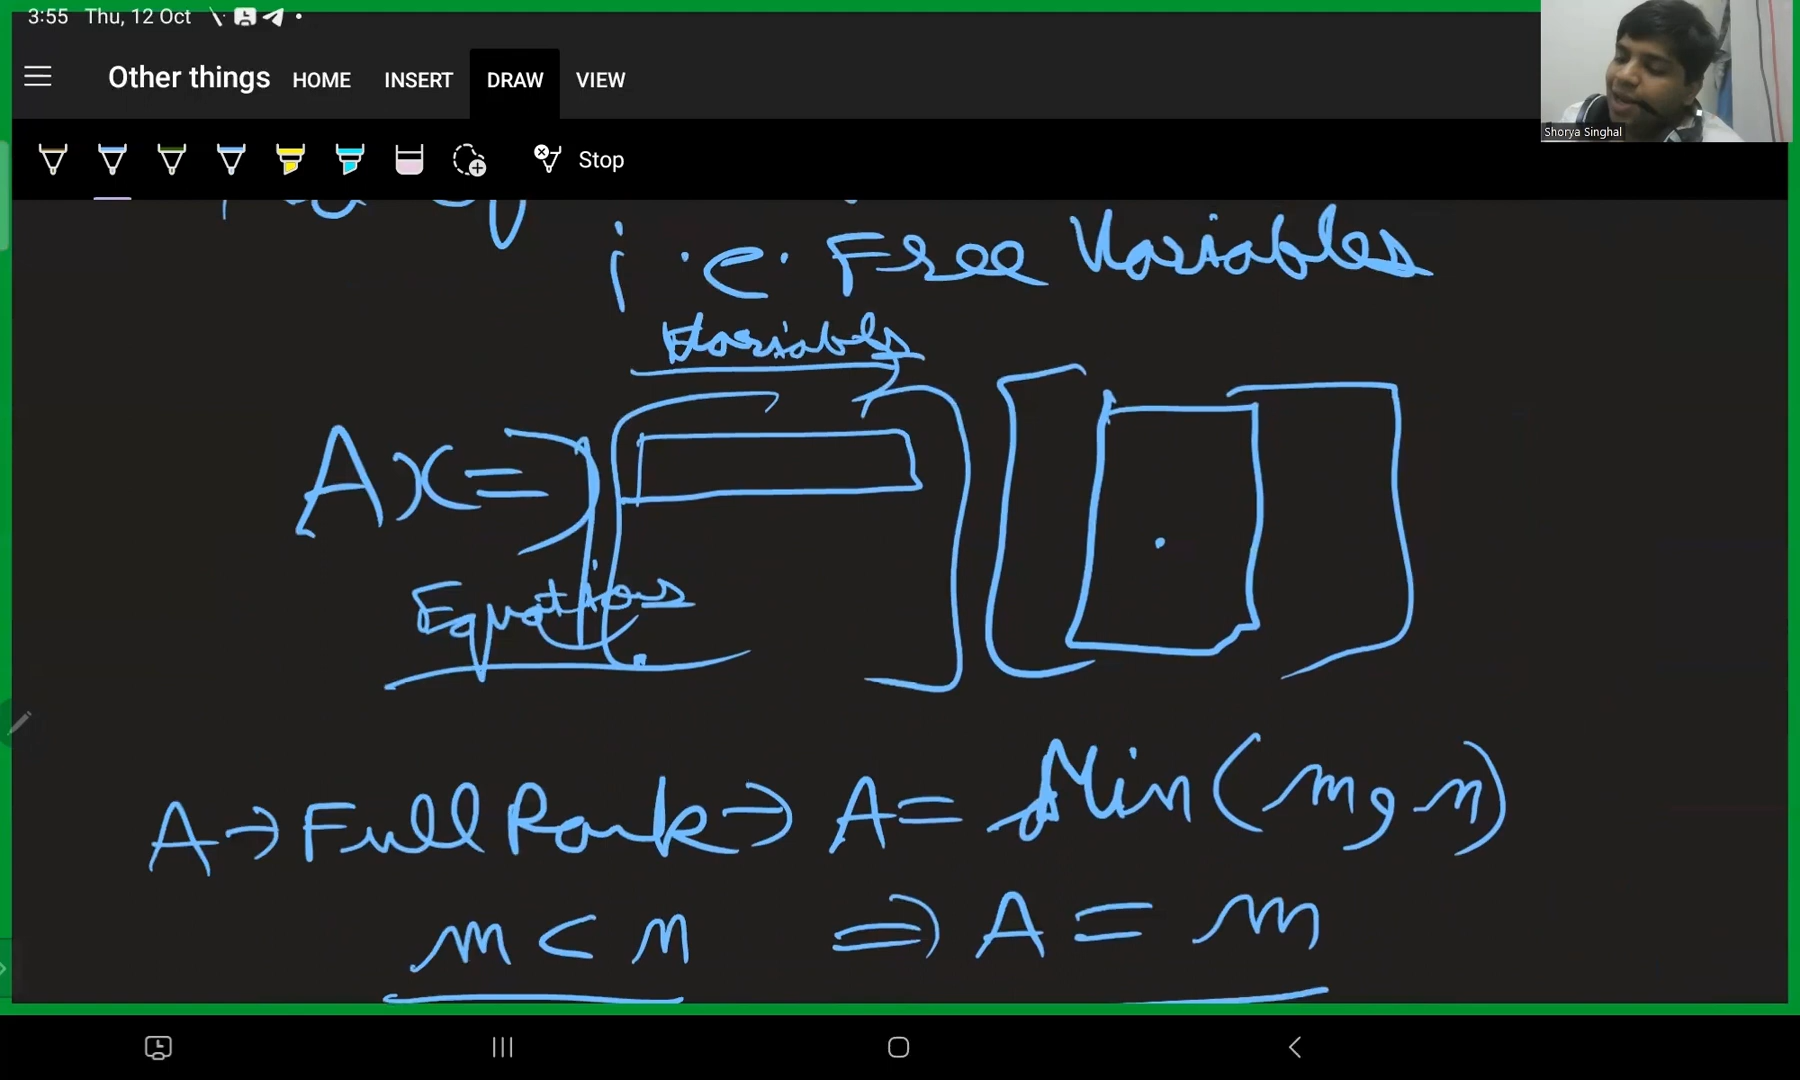 3:55 Thu, 12 Oct
Other things HOME INSERT DRAW VIEW
Shorya Singhal
Stop
i.e. Free Variables
Variables
Ax =
Equations
A → Full Rank → A = Min(m, n)
m < n ⇒ A = m